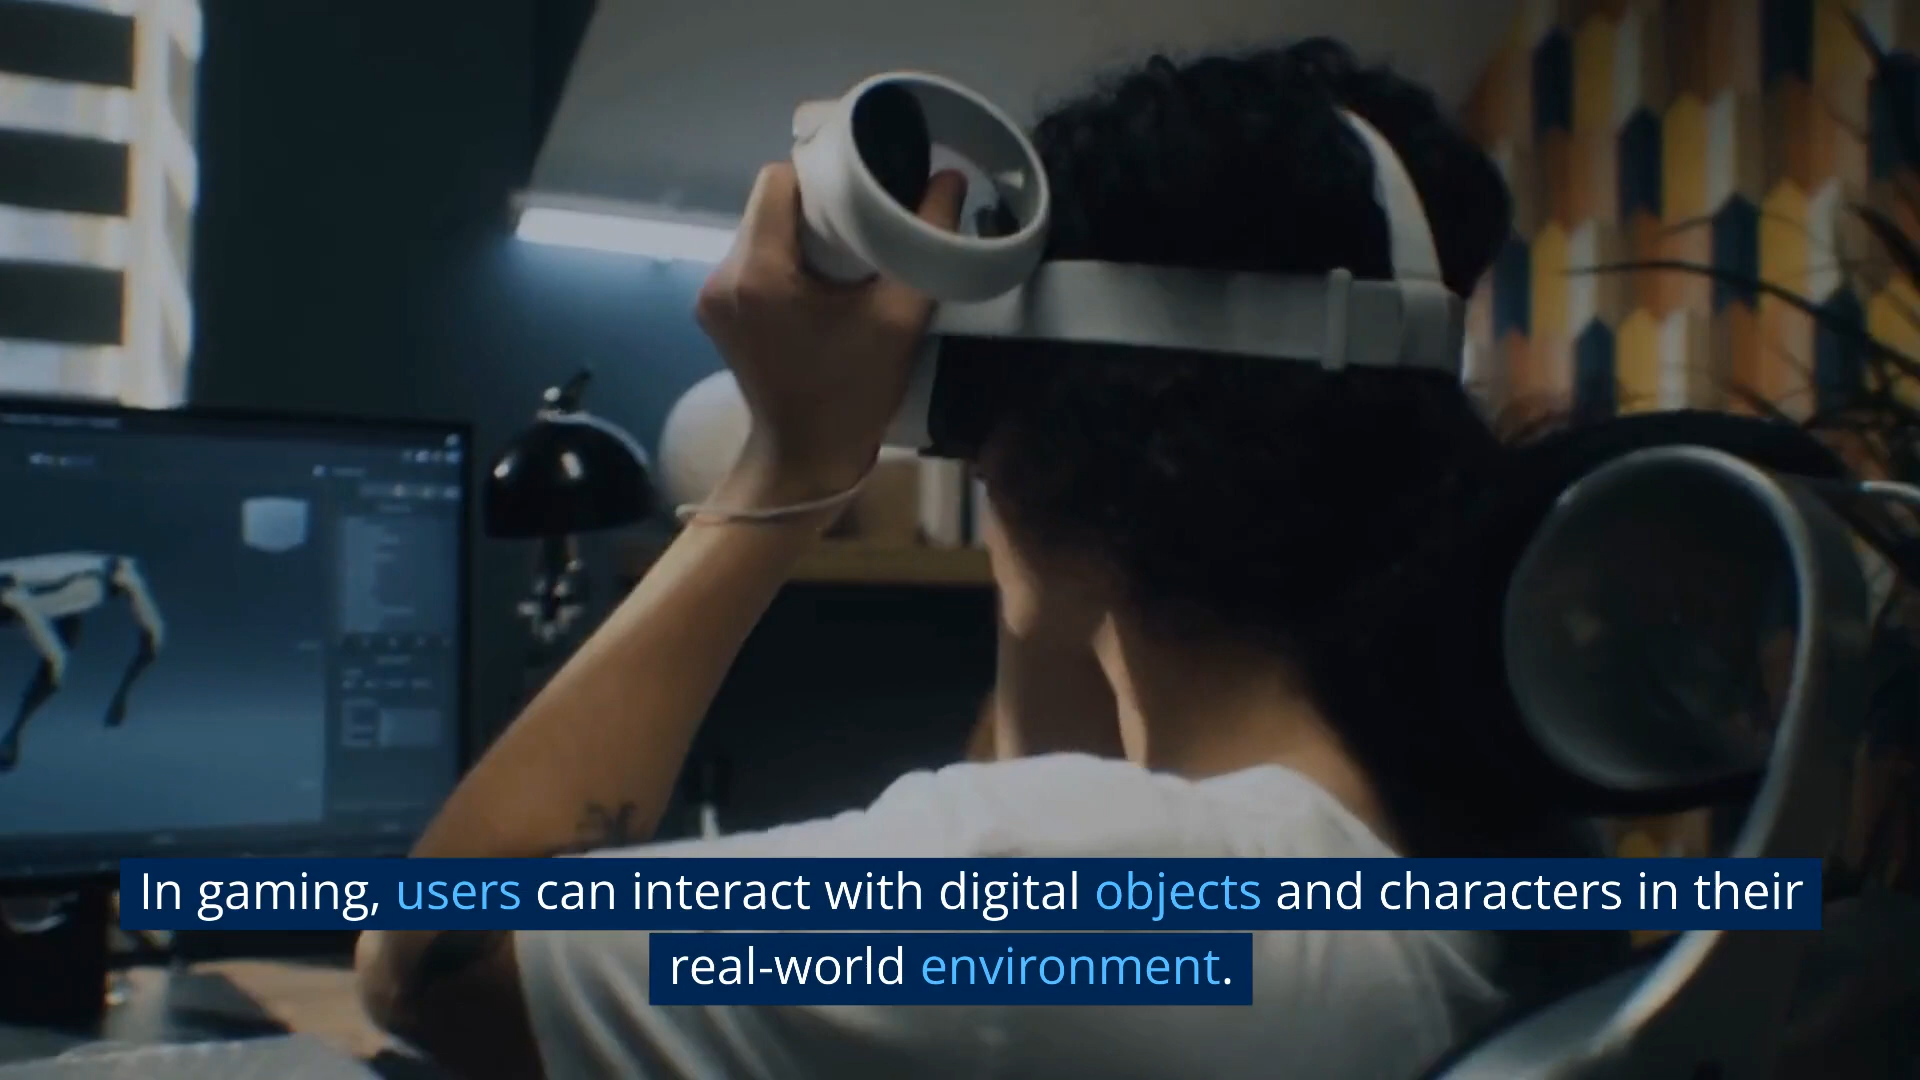 In gaming, users can interact with digital objects and characters in their
real-world environment.